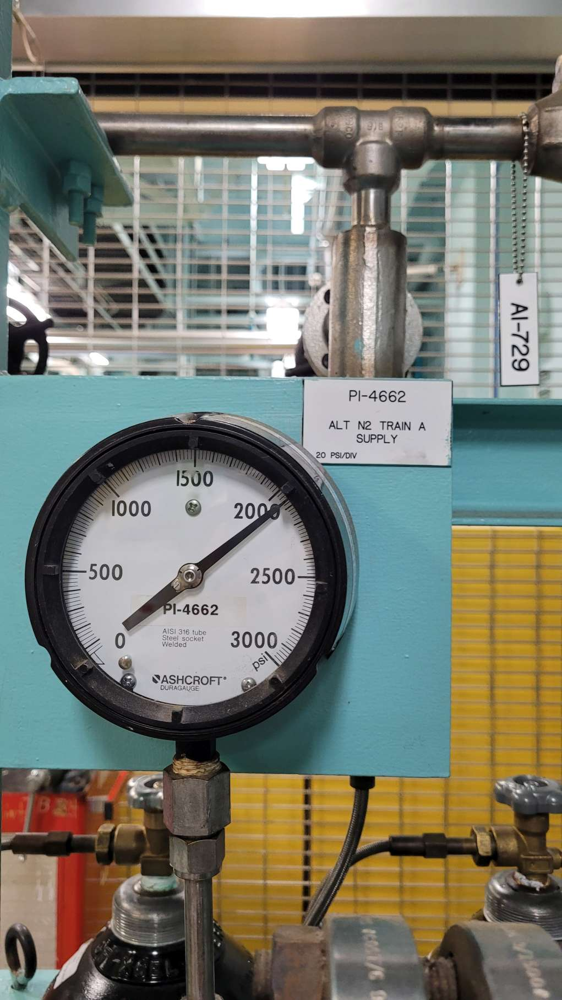 316
AI-729
PI-4662
ALT N2 TRAIN A
SUPPLY
20 PSI/DIV
1500
1000
2000
500
2500
PI-4662
AISI 316 tube
Steel socket
Welded
0
3000
psi
ASHCROFT®
DURAGAUGE